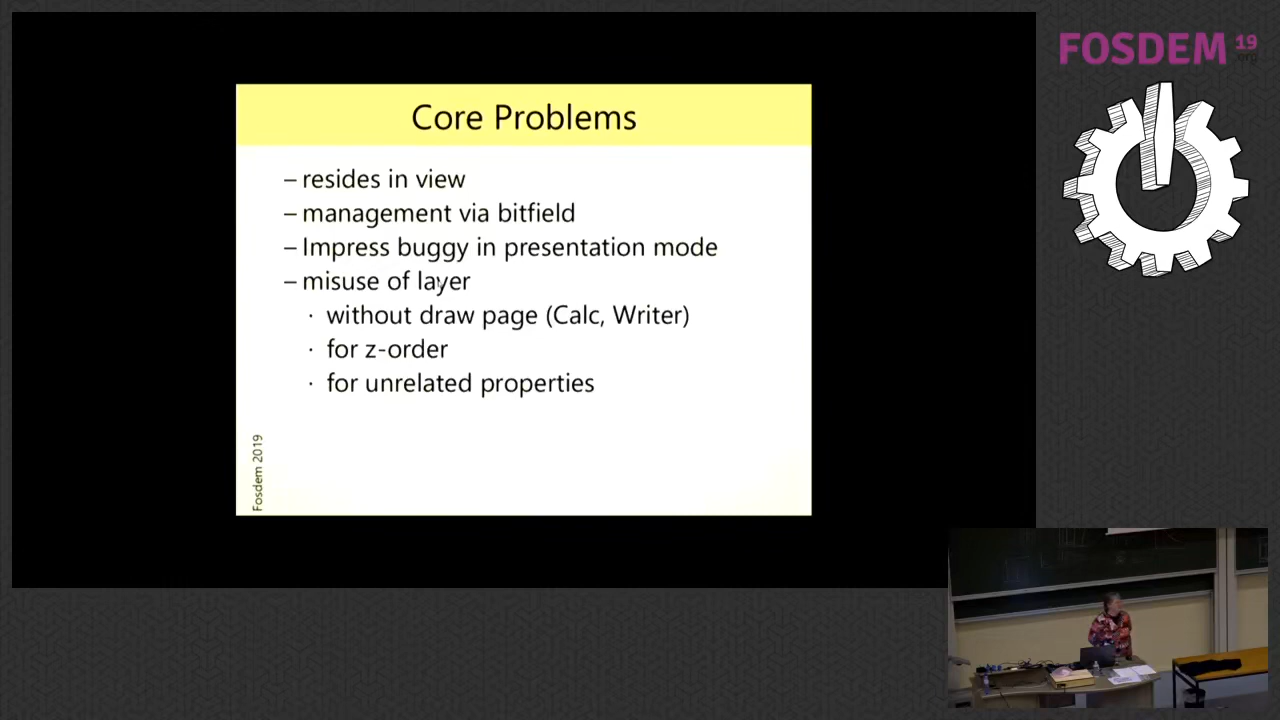 Core Problems
– resides in view
– management via bitfield
– Impress buggy in presentation mode
– misuse of layer
· without draw page (Calc, Writer)
· for z-order
· for unrelated properties
Fosdem 2019
FOSDEM 19
.org